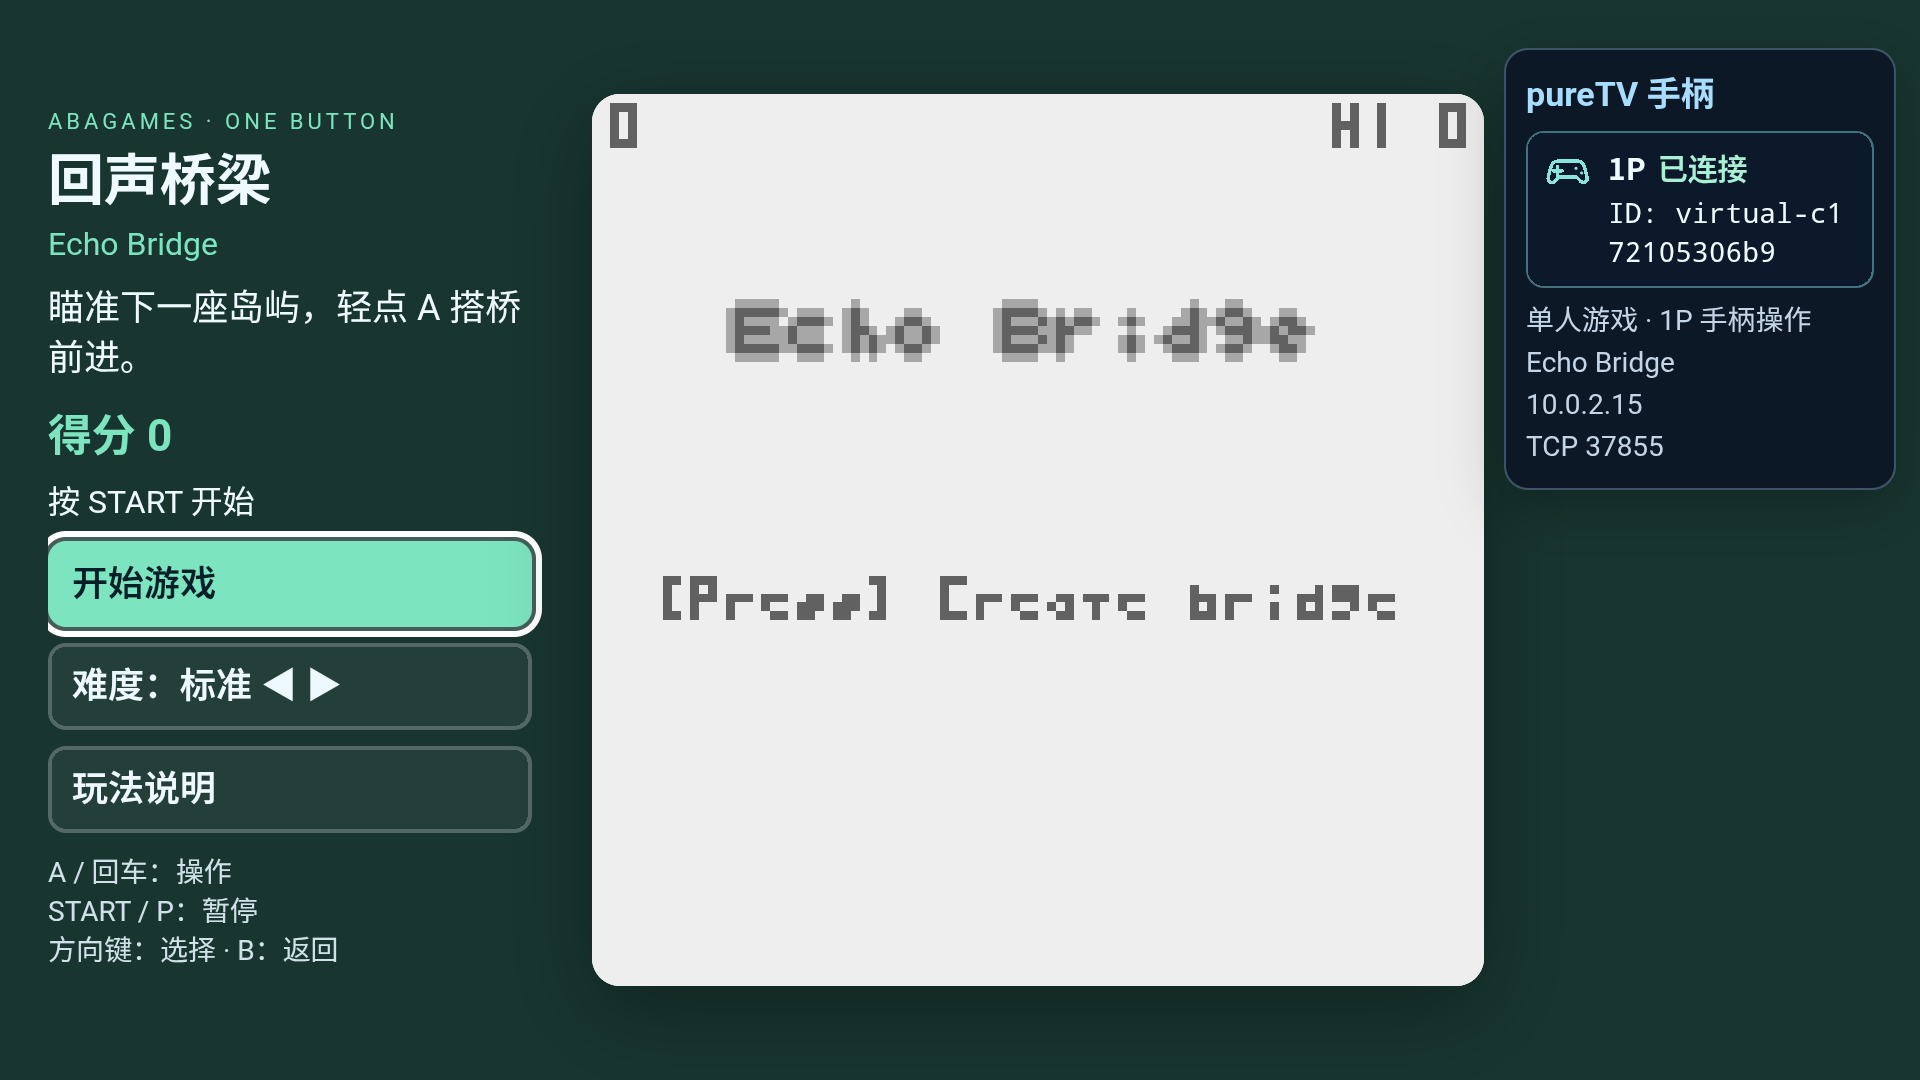 ABAGAMES · ONE BUTTON
回声桥梁
Echo Bridge
瞄准下一座岛屿，轻点 A 搭桥
前进。
得分 0
按 START 开始
开始游戏
难度：标准 ◀ ▶
玩法说明
A / 回车：操作
START / P：暂停
方向键：选择 · B：返回
0 HI 0
Echo Bridge
[Press] Create bridge
pureTV 手柄
1P 已连接
ID: virtual-c1
72105306b9
单人游戏 · 1P 手柄操作
Echo Bridge
10.0.2.15
TCP 37855